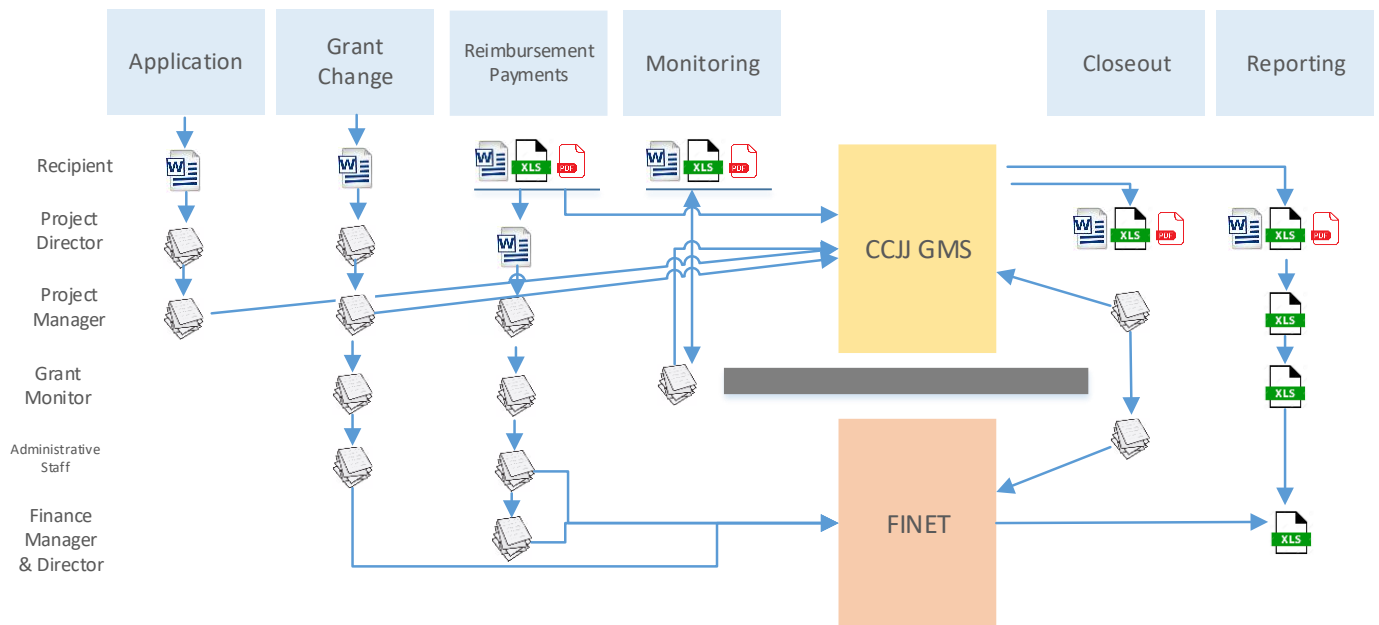 Application
Grant
Change
Reimbursement
Payments
Monitoring
Closeout
Reporting
Recipient
W XLS PDF
W XLS PDF
W
W
Project
Director
W
W XLS PDF
W XLS PDF
CCJJ GMS
Project
Manager
XLS
Grant
Monitor
XLS
Administrative
Staff
Finance
Manager
& Director
FINET
XLS